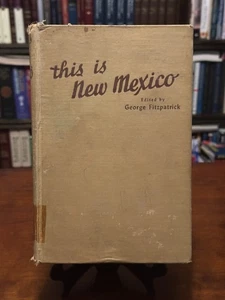 this is
New Mexico
Edited by
George Fitzpatrick